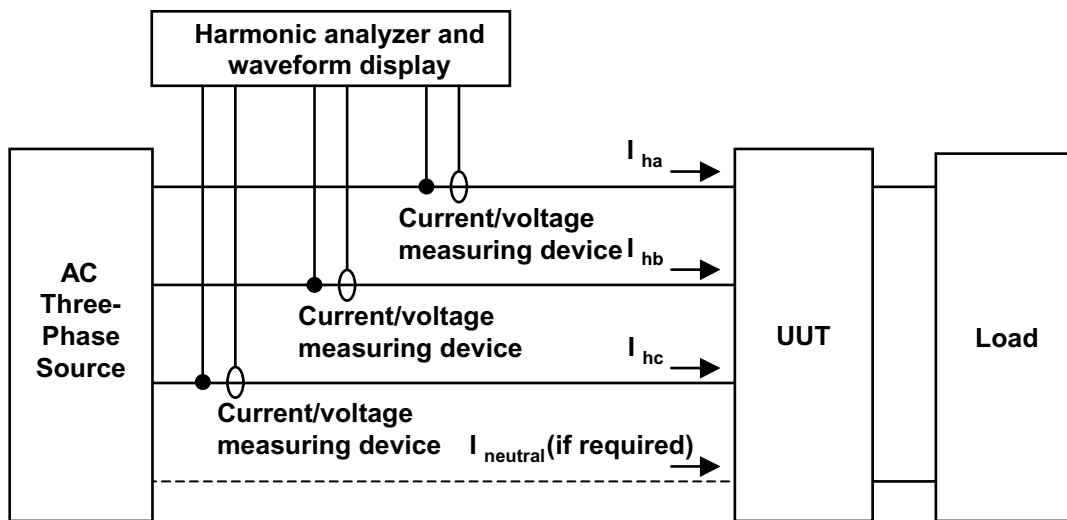 Harmonic analyzer and
waveform display
I ha
Current/voltage
measuring device
I hb
AC
Three-
Phase
Source
Current/voltage
measuring device
UUT
Load
I hc
Current/voltage
measuring device
I neutral(if required)